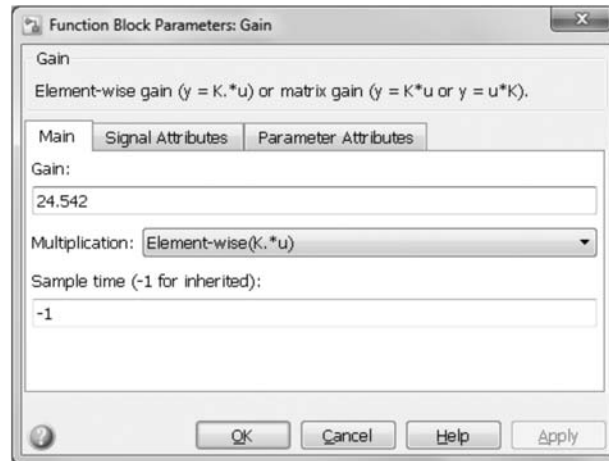 Function Block Parameters: Gain
Gain
Element-wise gain (y = K.*u) or matrix gain (y = K*u or y = u*K).
Main Signal Attributes Parameter Attributes
Gain:
24.542
Multiplication: Element-wise(K.*u)
Sample time (-1 for inherited):
-1
OK Cancel Help Apply